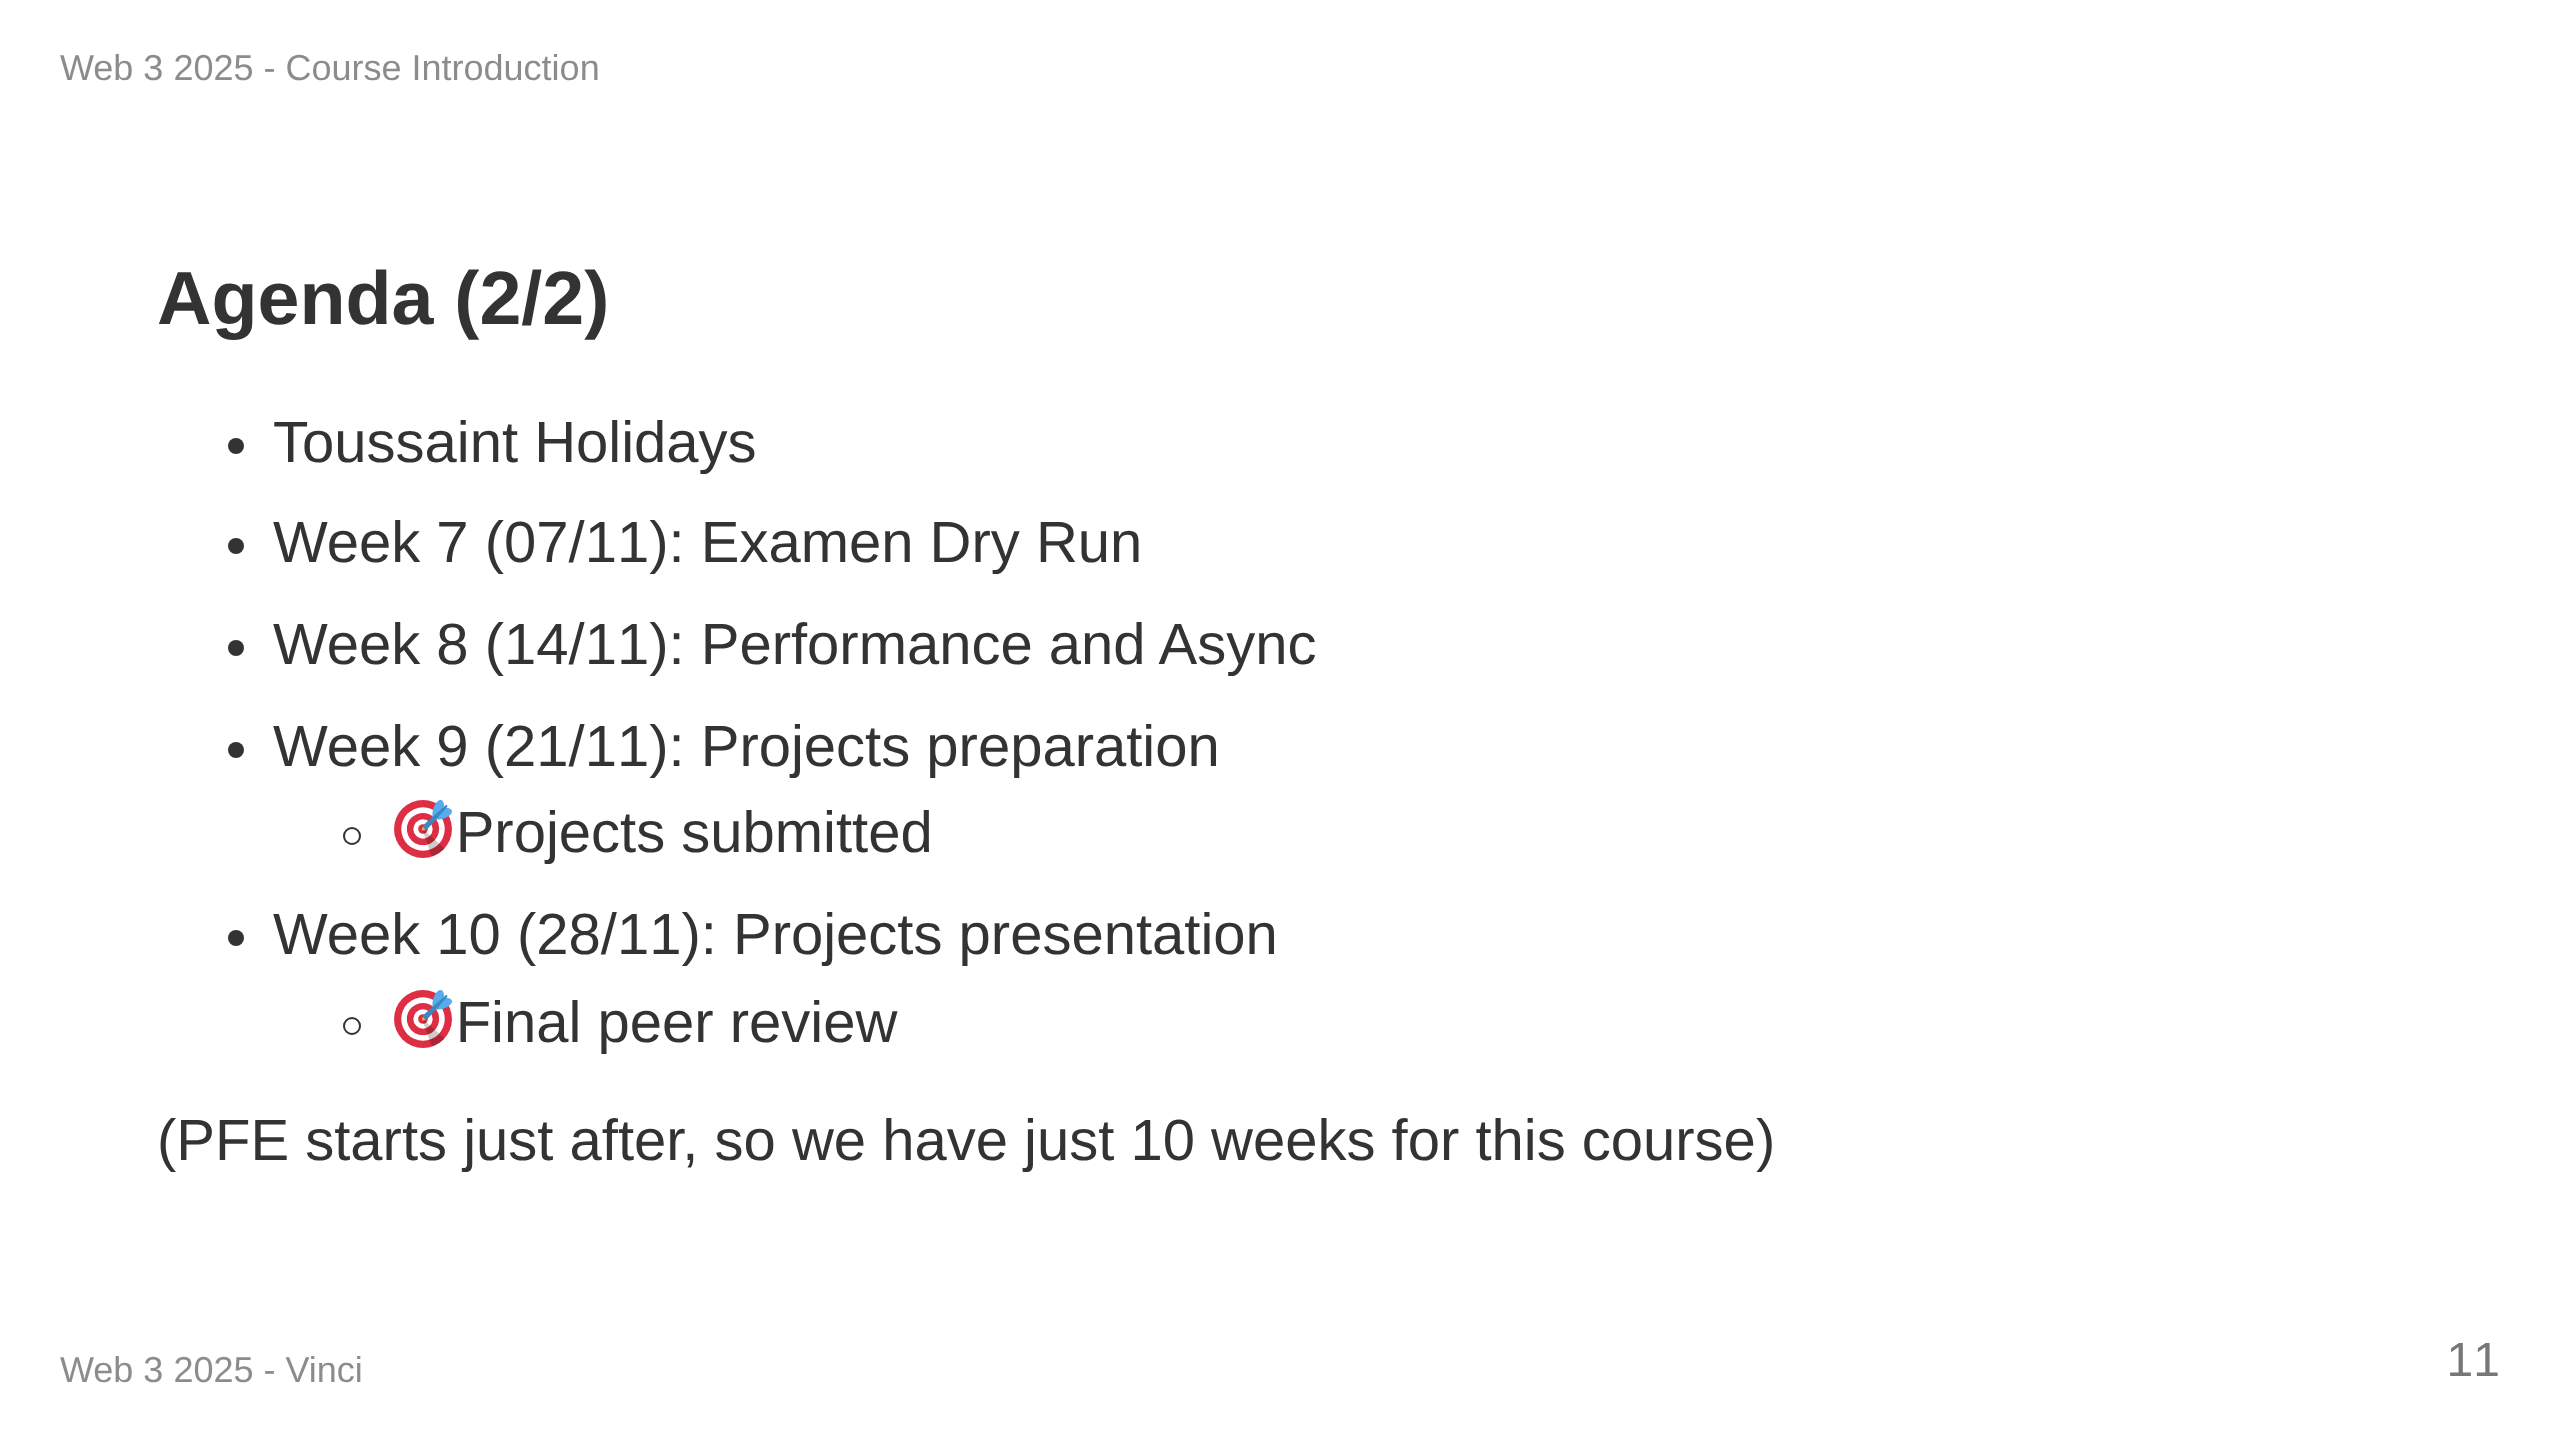 Web 3 2025 - Course Introduction
Agenda (2/2)
• Toussaint Holidays
• Week 7 (07/11): Examen Dry Run
• Week 8 (14/11): Performance and Async
• Week 9 (21/11): Projects preparation
◦ 🎯Projects submitted
• Week 10 (28/11): Projects presentation
◦ 🎯Final peer review
(PFE starts just after, so we have just 10 weeks for this course)
Web 3 2025 - Vinci
11